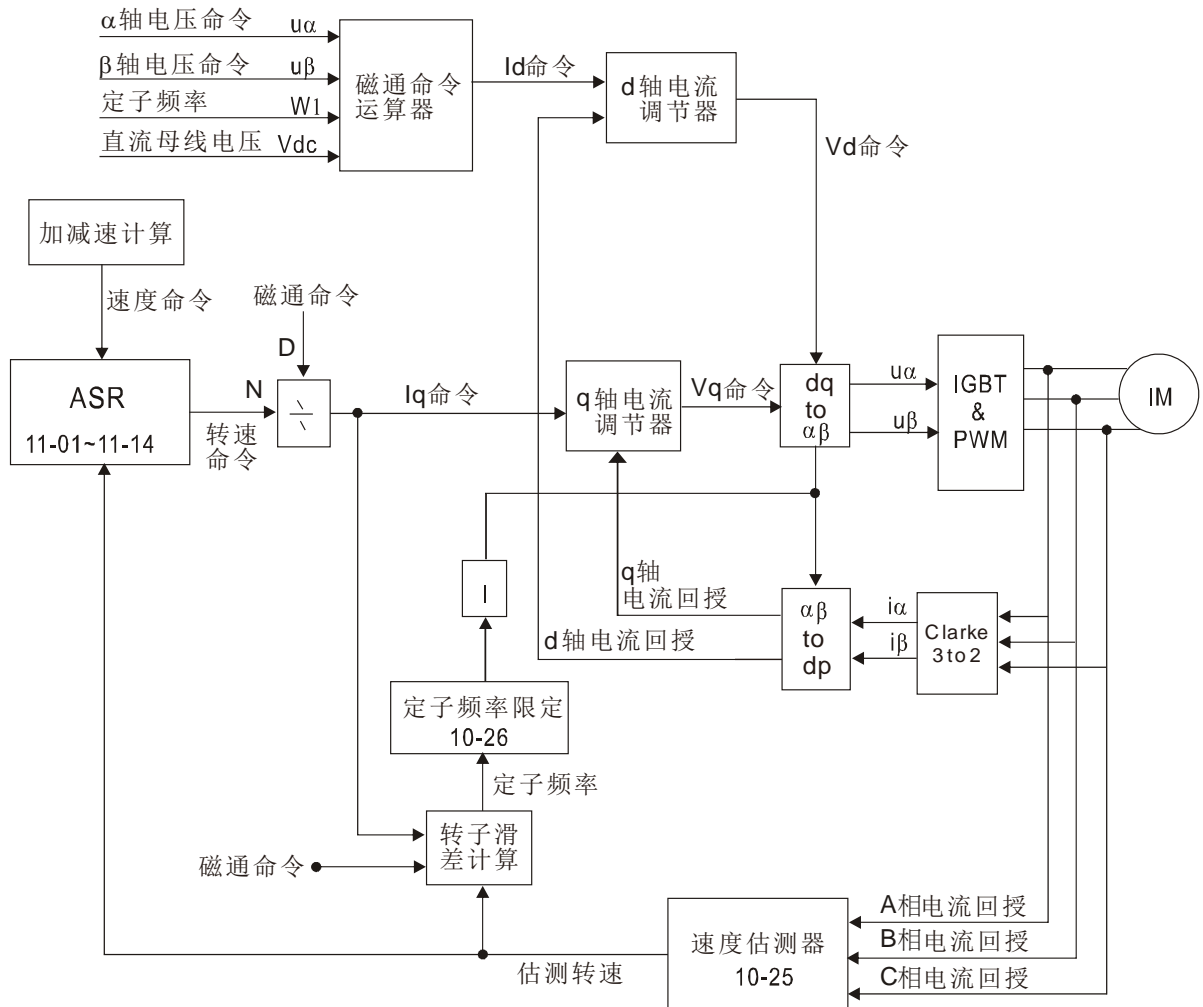 α轴电压命令 uα
β轴电压命令 uβ
定子频率 W1
直流母线电压 Vdc
磁通命令
运算器
Id命令
d轴电流
调节器
Vd命令
加减速计算
速度命令
磁通命令
D
ASR
11-01~11-14
N
转速
命令
Iq命令
q轴电流
调节器
Vq命令
dq
to
αβ
uα
uβ
IGBT
&
PWM
IM
I
q轴
电流回授
d轴电流回授
αβ
to
dp
iα
iβ
Clarke
3to2
定子频率限定
10-26
定子频率
转子滑
差计算
磁通命令
估测转速
速度估测器
10-25
A相电流回授
B相电流回授
C相电流回授